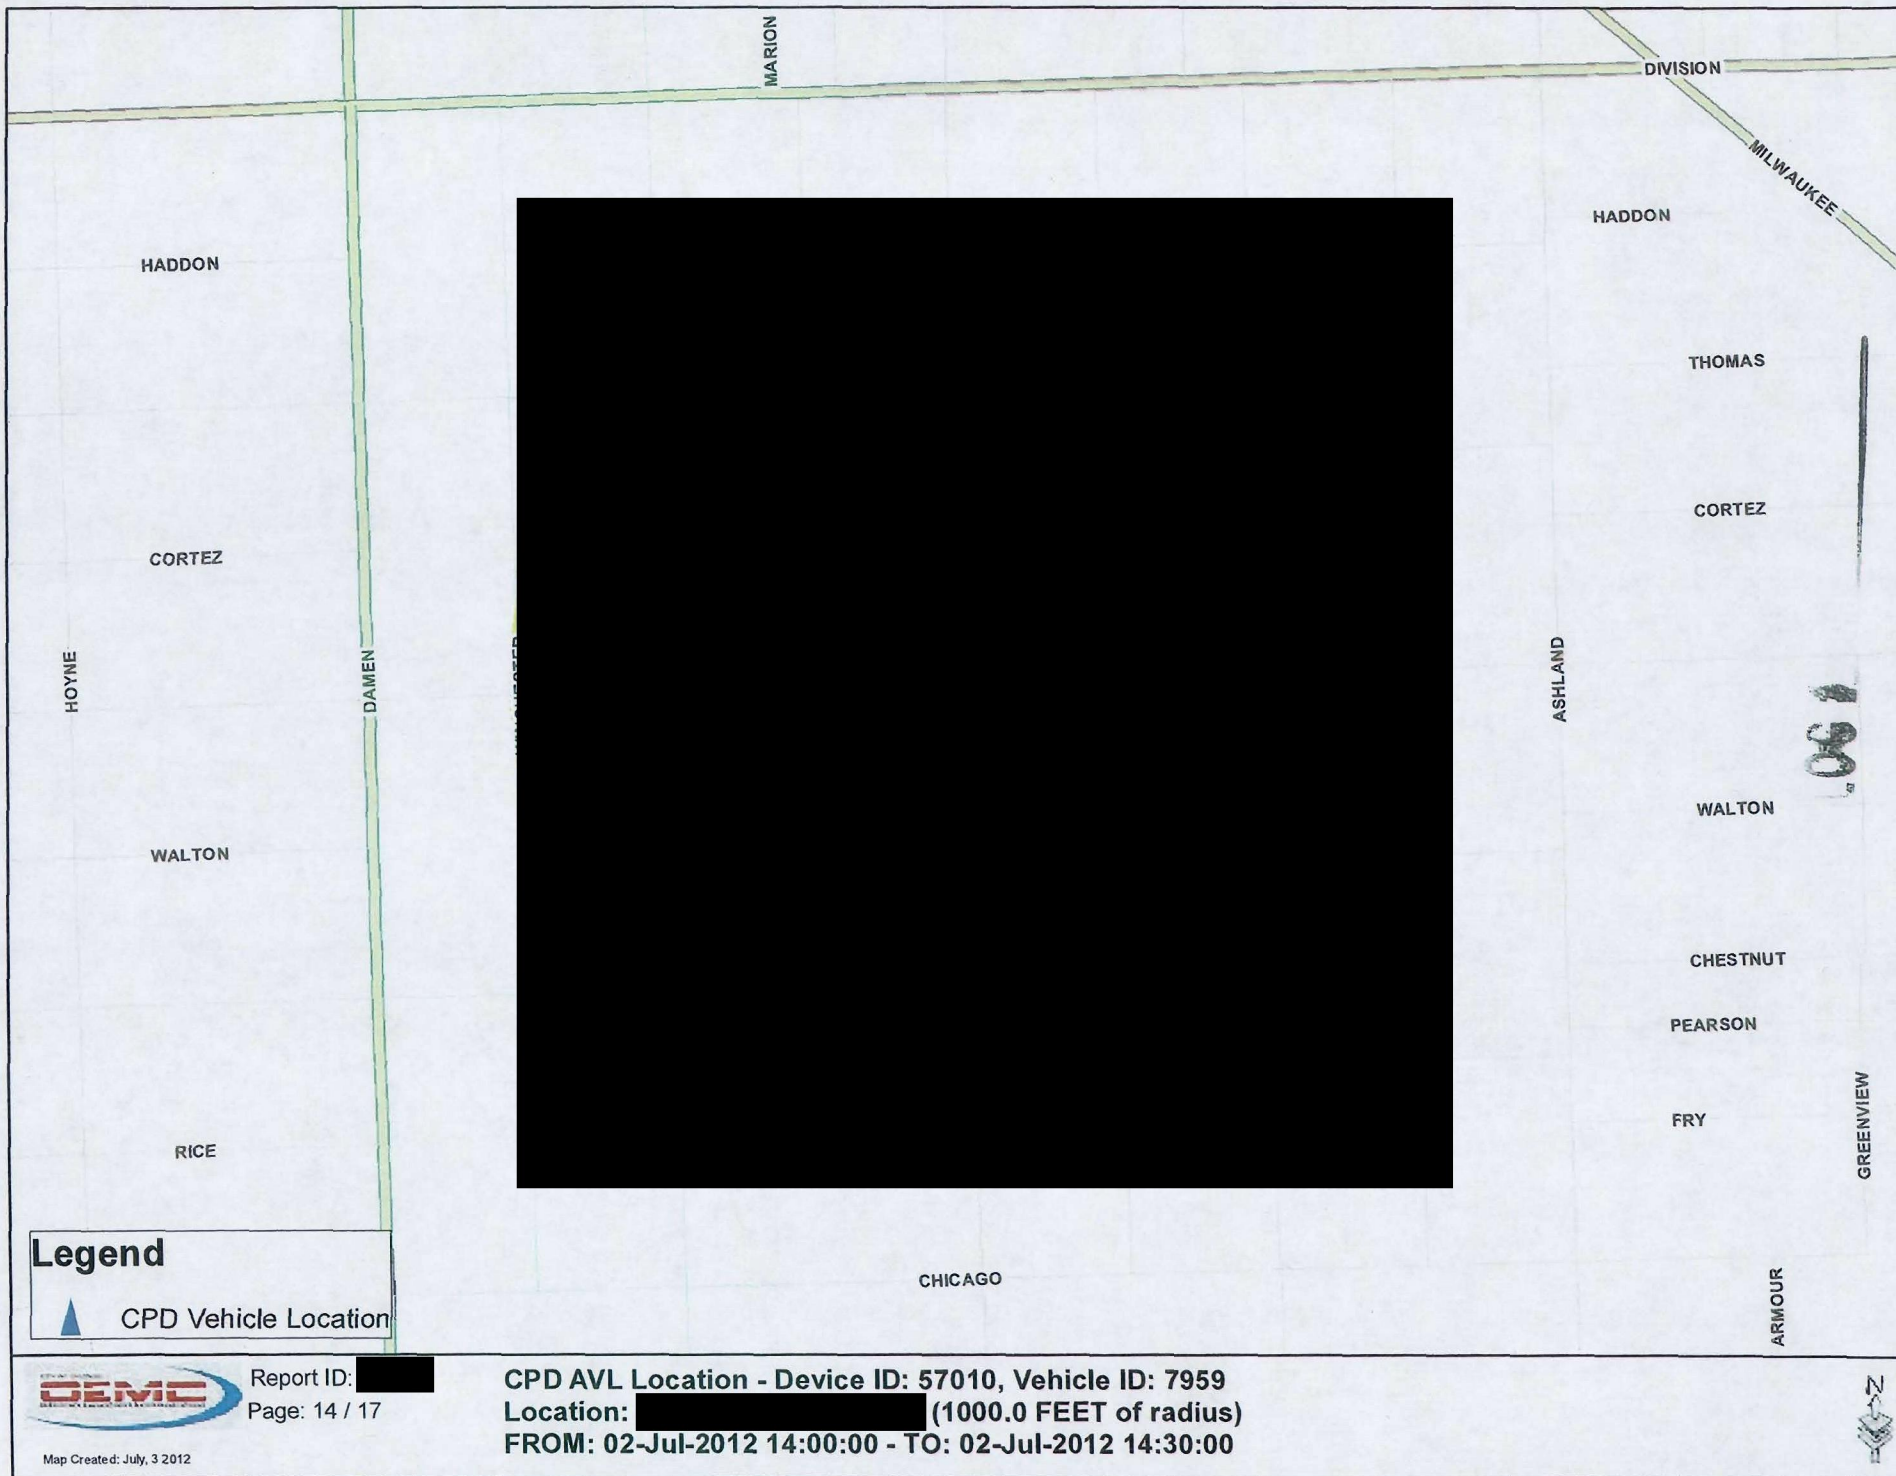 MARION
DIVISION
MILWAUKEE
HADDON
HADDON
THOMAS
CORTEZ
CORTEZ
HOYNE
DAMEN
ASHLAND
LOG
WALTON
WALTON
CHESTNUT
PEARSON
FRY
GREENVIEW
RICE
CHICAGO
ARMOUR
Legend
CPD Vehicle Location
OEMC
Report ID:
Page: 14 / 17
Map Created: July, 3 2012
CPD AVL Location - Device ID: 57010, Vehicle ID: 7959
Location: (1000.0 FEET of radius)
FROM: 02-Jul-2012 14:00:00 - TO: 02-Jul-2012 14:30:00
N